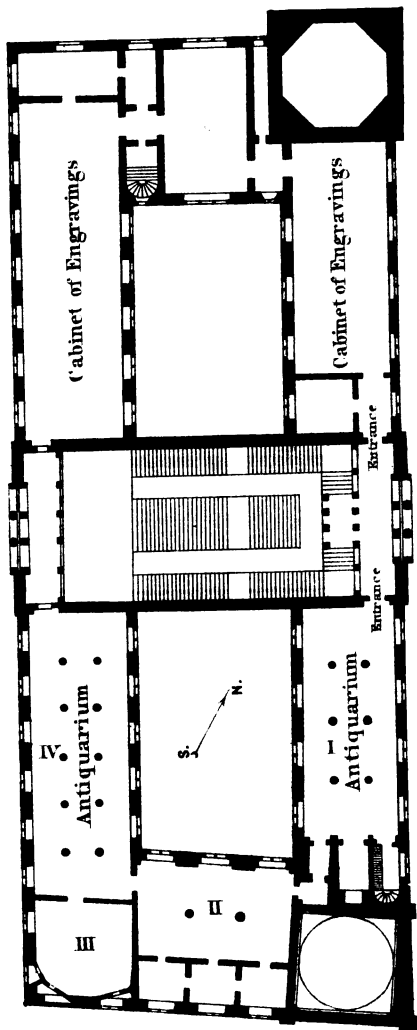 Cabinet of Engravings
Cabinet of Engravings
Entrance
Entrance
N.
S.
Antiquarium
IV
Antiquarium
I
II
III